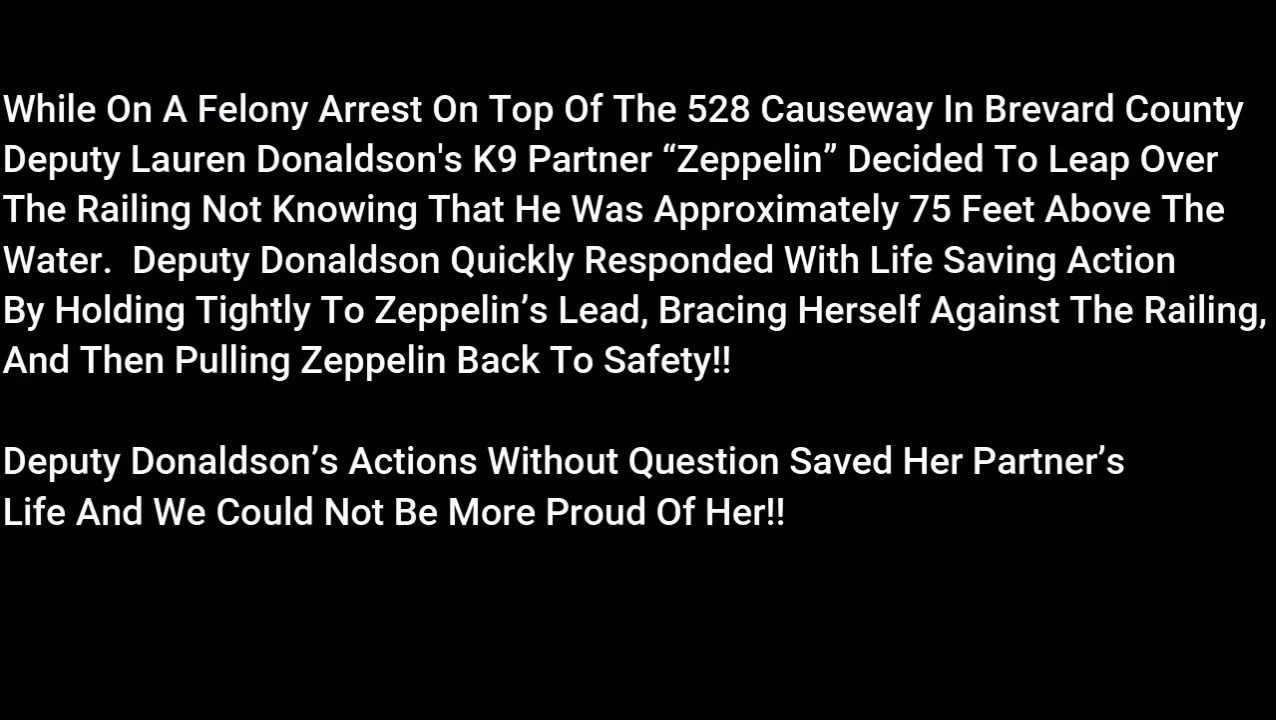 While On A Felony Arrest On Top Of The 528 Causeway In Brevard County
Deputy Lauren Donaldson's K9 Partner “Zeppelin” Decided To Leap Over
The Railing Not Knowing That He Was Approximately 75 Feet Above The
Water.  Deputy Donaldson Quickly Responded With Life Saving Action
By Holding Tightly To Zeppelin’s Lead, Bracing Herself Against The Railing,
And Then Pulling Zeppelin Back To Safety!!
Deputy Donaldson’s Actions Without Question Saved Her Partner’s
Life And We Could Not Be More Proud Of Her!!